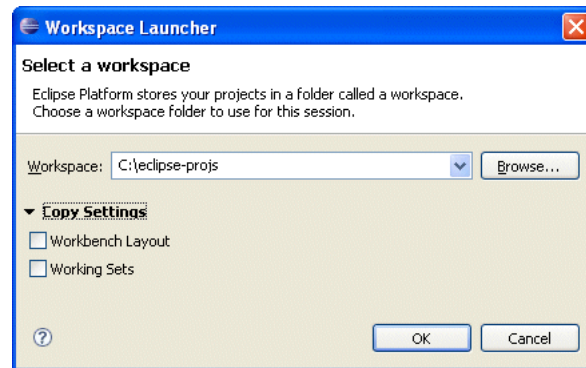 Workspace Launcher
Select a workspace
Eclipse Platform stores your projects in a folder called a workspace.
Choose a workspace folder to use for this session.
Workspace: C:\eclipse-projs Browse...
Copy Settings
Workbench Layout
Working Sets
? OK Cancel